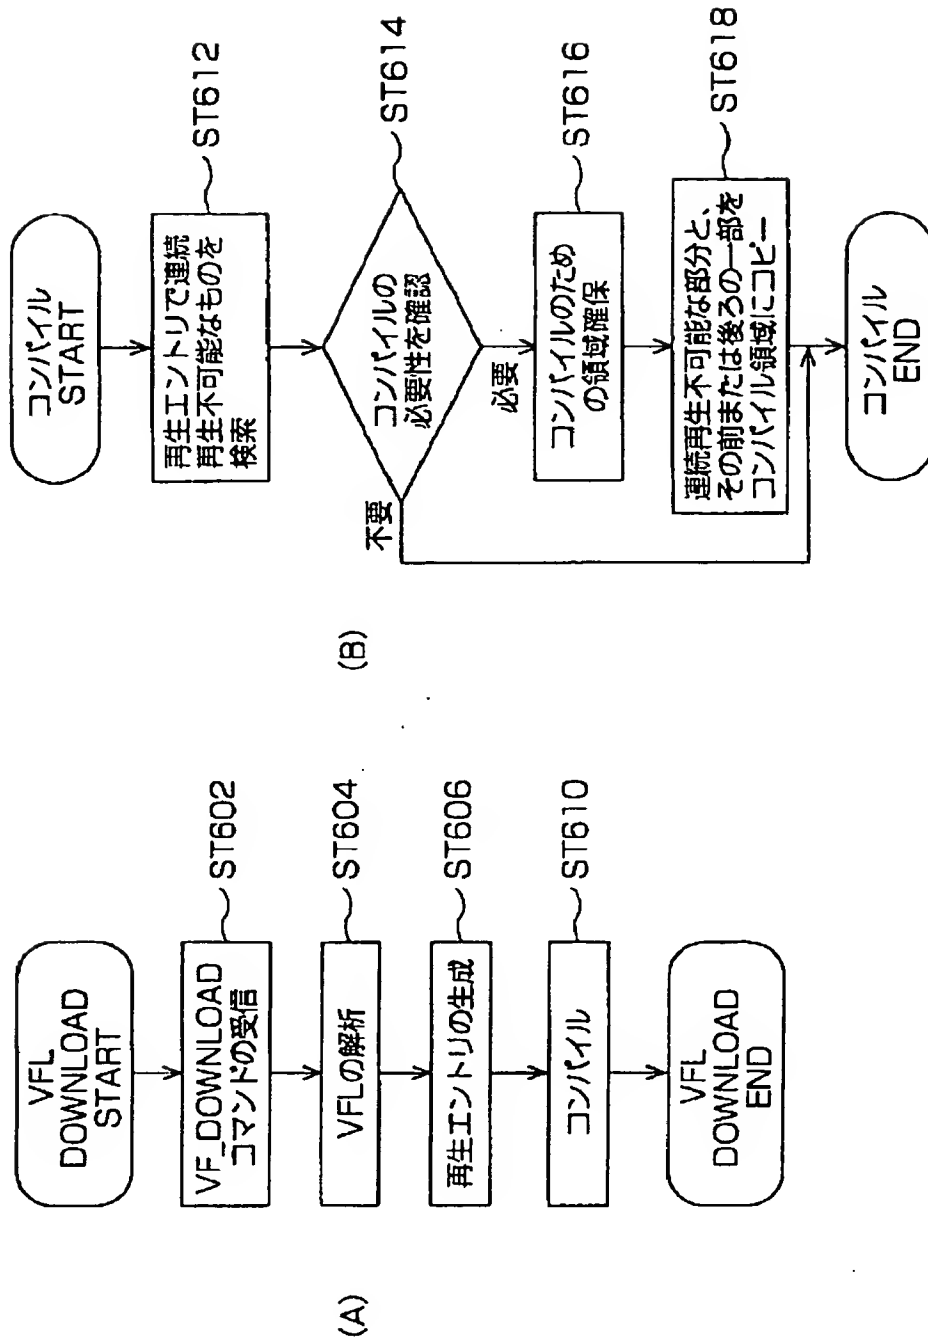 (A)
VFL
DOWNLOAD
START
VF_DOWNLOAD
コマンドの受信
ST602
VFLの解析
ST604
再生エントリの生成
ST606
コンパイル
ST610
VFL
DOWNLOAD
END
(B)
コンパイル
START
再生エントリで連続
再生不可能なものを
検索
ST612
コンパイルの
必要性を確認
ST614
不要
必要
コンパイルのため
の領域確保
ST616
連続再生不可能な部分と、
その前または後ろの一部を
コンパイル領域にコピー
ST618
コンパイル
END